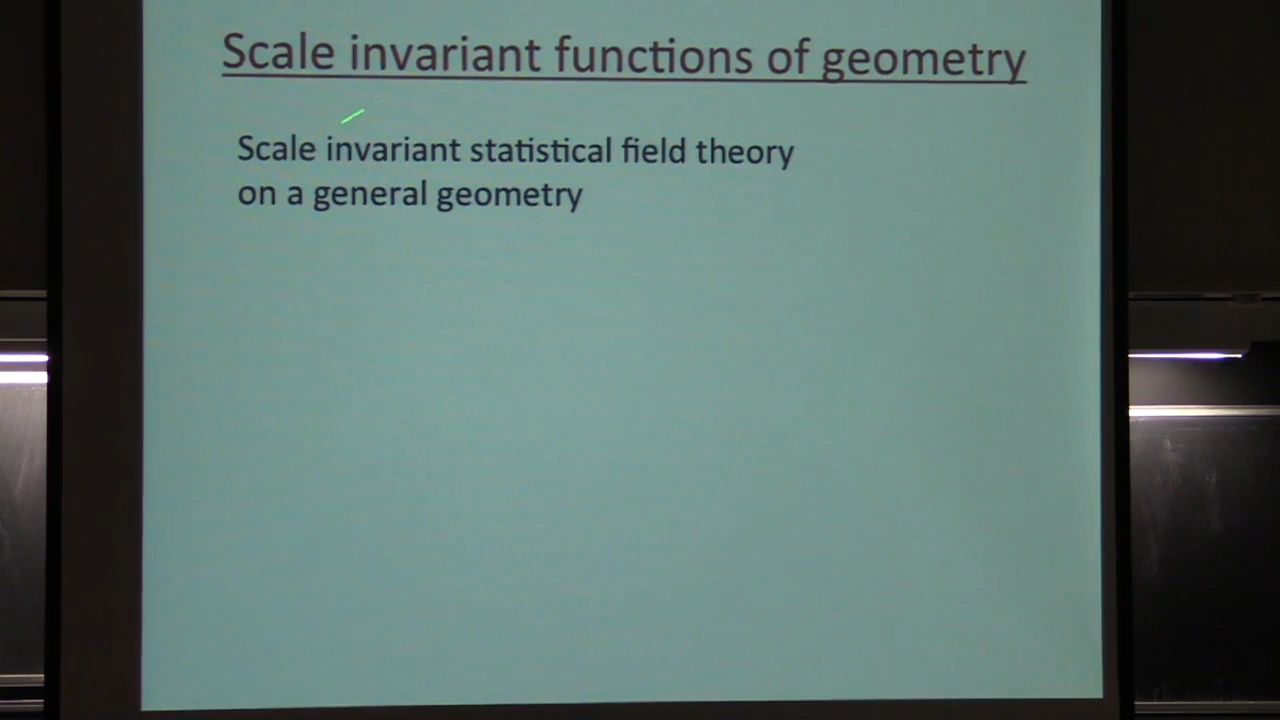 Scale invariant functions of geometry
Scale invariant statistical field theory
on a general geometry